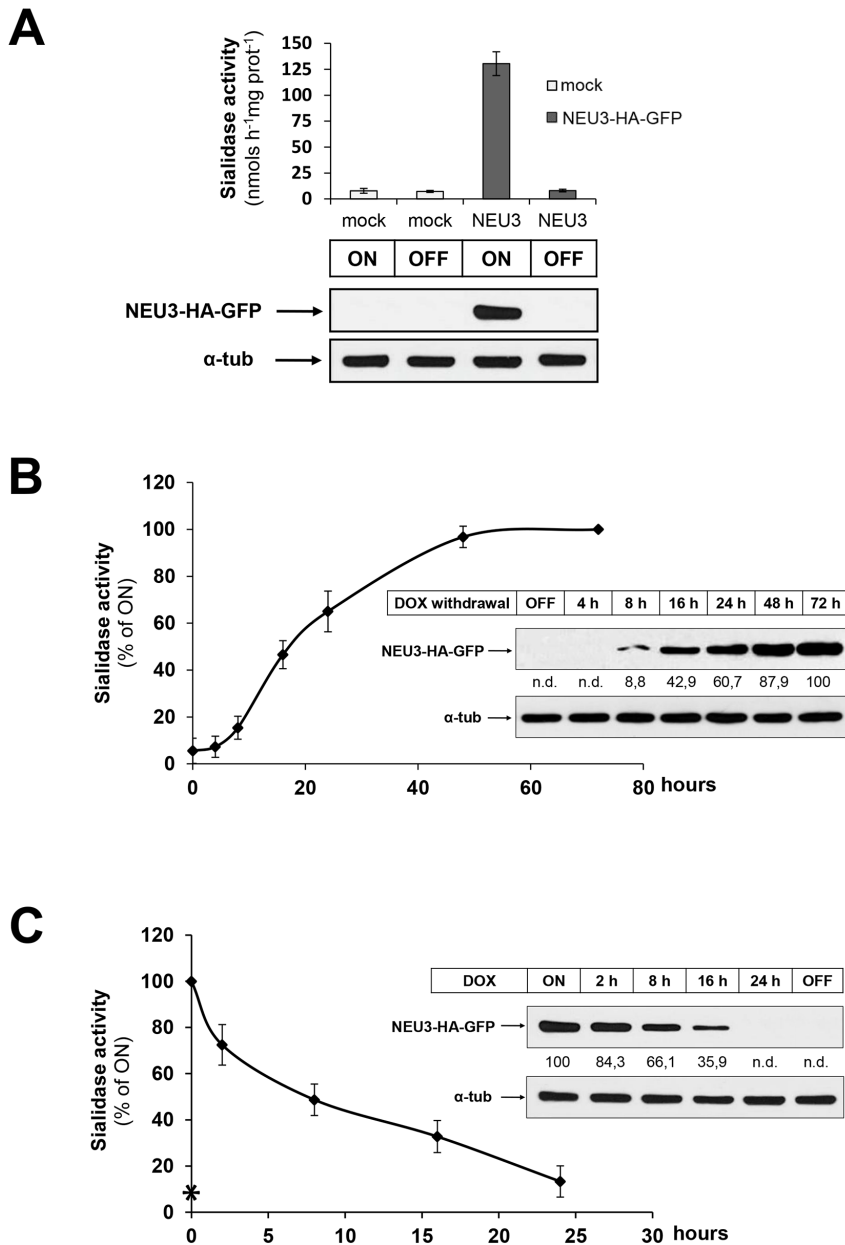 A
Sialidase activity
(nmols h⁻¹mg prot⁻¹)
150
125
100
75
50
25
0
mock
NEU3-HA-GFP
mock mock NEU3 NEU3
ON OFF ON OFF
NEU3-HA-GFP
α-tub
B
Sialidase activity
(% of ON)
120
100
80
60
40
20
0
0 20 40 60 80 hours
DOX withdrawal OFF 4 h 8 h 16 h 24 h 48 h 72 h
NEU3-HA-GFP
n.d. n.d. 8,8 42,9 60,7 87,9 100
α-tub
C
Sialidase activity
(% of ON)
120
100
80
60
40
20
0
0 5 10 15 20 25 30 hours
DOX ON 2 h 8 h 16 h 24 h OFF
NEU3-HA-GFP
100 84,3 66,1 35,9 n.d. n.d.
α-tub